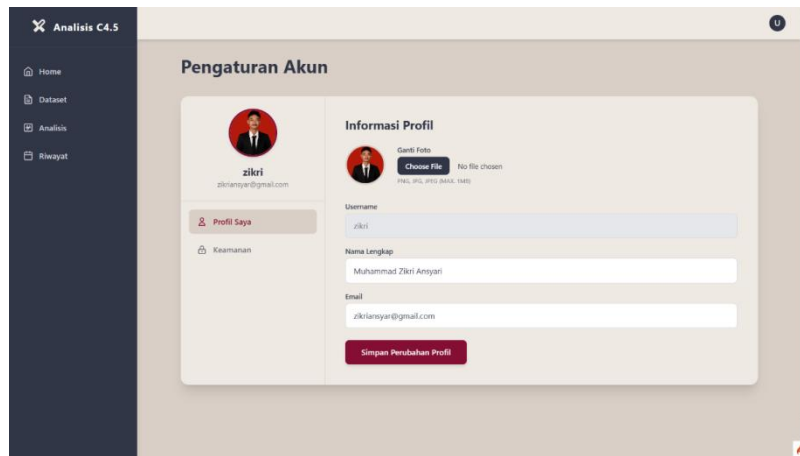 Analisis C4.5
U
Home
Dataset
Analisis
Riwayat
Pengaturan Akun
zikri
zikriansyar@gmail.com
Profil Saya
Keamanan
Informasi Profil
Ganti Foto
Choose File No file chosen
PNG, JPG, JPEG (MAX. 1MB)
Username
zikri
Nama Lengkap
Muhammad Zikri Ansyari
Email
zikriansyar@gmail.com
Simpan Perubahan Profil